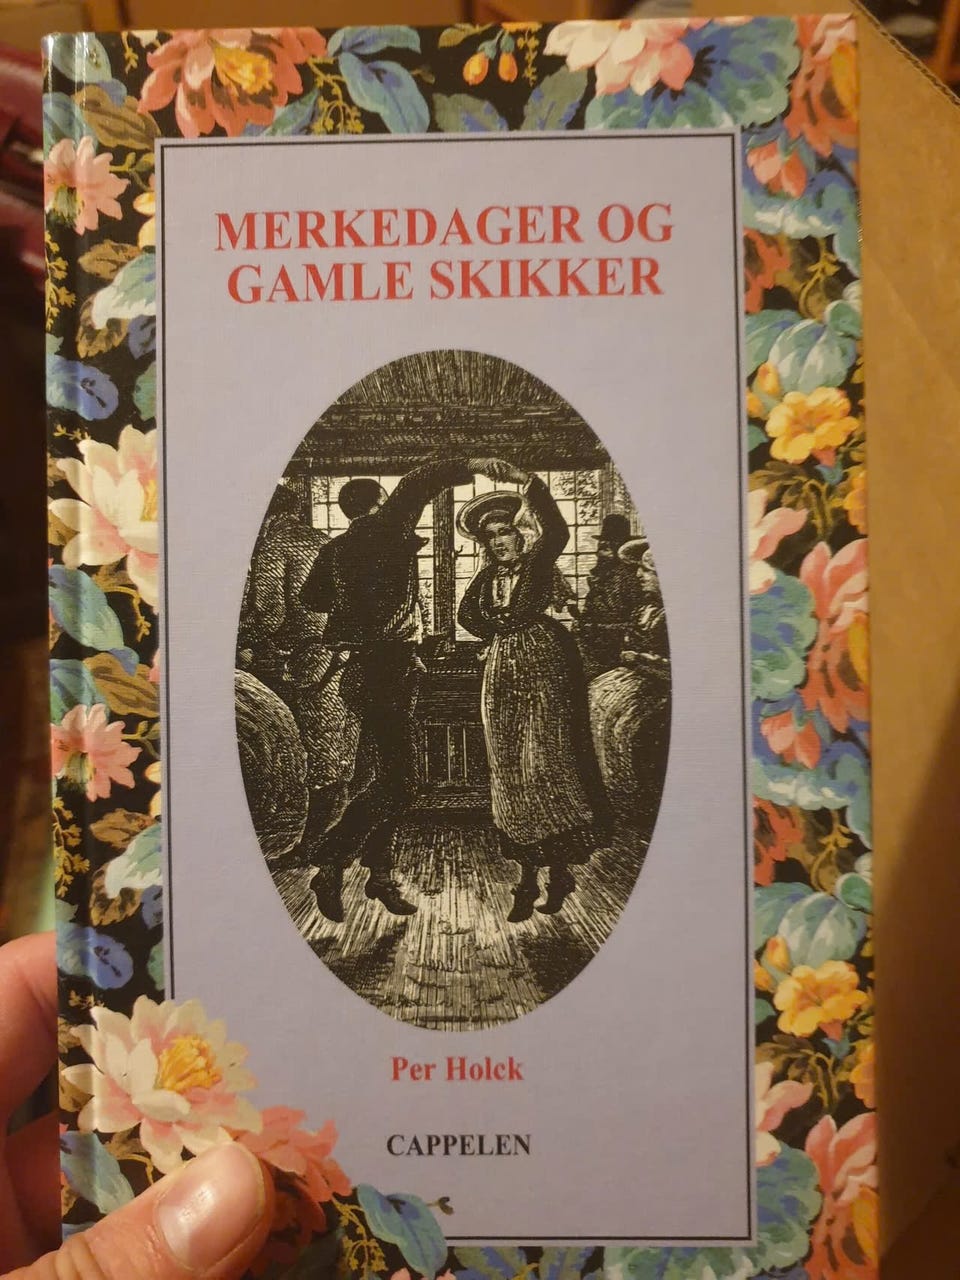 MERKEDAGER OG
GAMLE SKIKKER
Per Holck
CAPPELEN